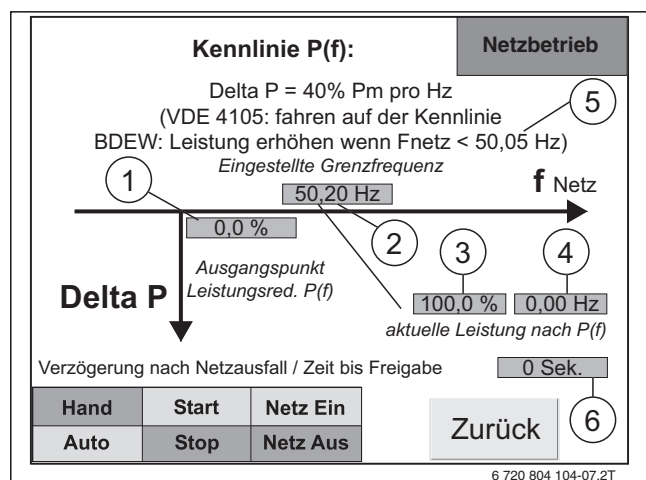 Kennlinie P(f):
Netzbetrieb
Delta P = 40% Pm pro Hz
(VDE 4105: fahren auf der Kennlinie
BDEW: Leistung erhöhen wenn Fnetz < 50,05 Hz)
5
Eingestellte Grenzfrequenz
1
50,20 Hz
f Netz
0,0 %
2
3
4
Ausgangspunkt
Leistungsred. P(f)
Delta P
100,0 %
0,00 Hz
aktuelle Leistung nach P(f)
Verzögerung nach Netzausfall / Zeit bis Freigabe
0 Sek.
Hand
Start
Netz Ein
Auto
Stop
Netz Aus
Zurück
6
6 720 804 104-07.2T